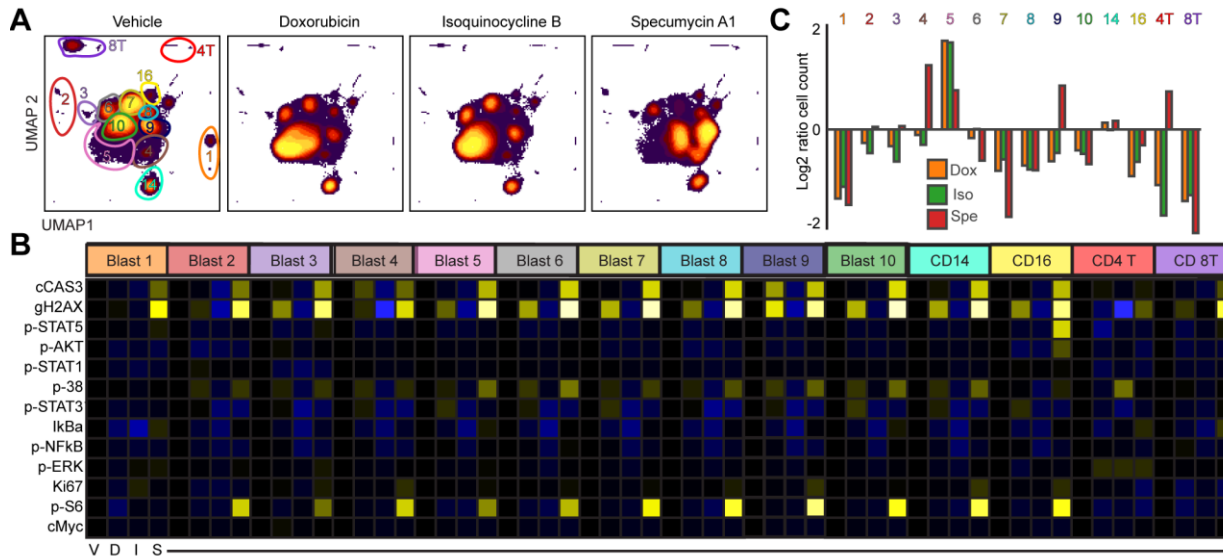 A
Vehicle
Doxorubicin
Isoquinocycline B
Specumycin A1
C
8T
4T
16
2
3
6
7
8
10
9
5
4
1
14
UMAP 2
UMAP1
1 2 3 4 5 6 7 8 9 10 14 16 4T 8T
Log2 ratio cell count
2
0
-2
Dox
Iso
Spe
B
Blast 1 Blast 2 Blast 3 Blast 4 Blast 5 Blast 6 Blast 7 Blast 8 Blast 9 Blast 10 CD14 CD16 CD4 T CD 8T
cCAS3
gH2AX
p-STAT5
p-AKT
p-STAT1
p-38
p-STAT3
IkBa
p-NFkB
p-ERK
Ki67
p-S6
cMyc
V D I S